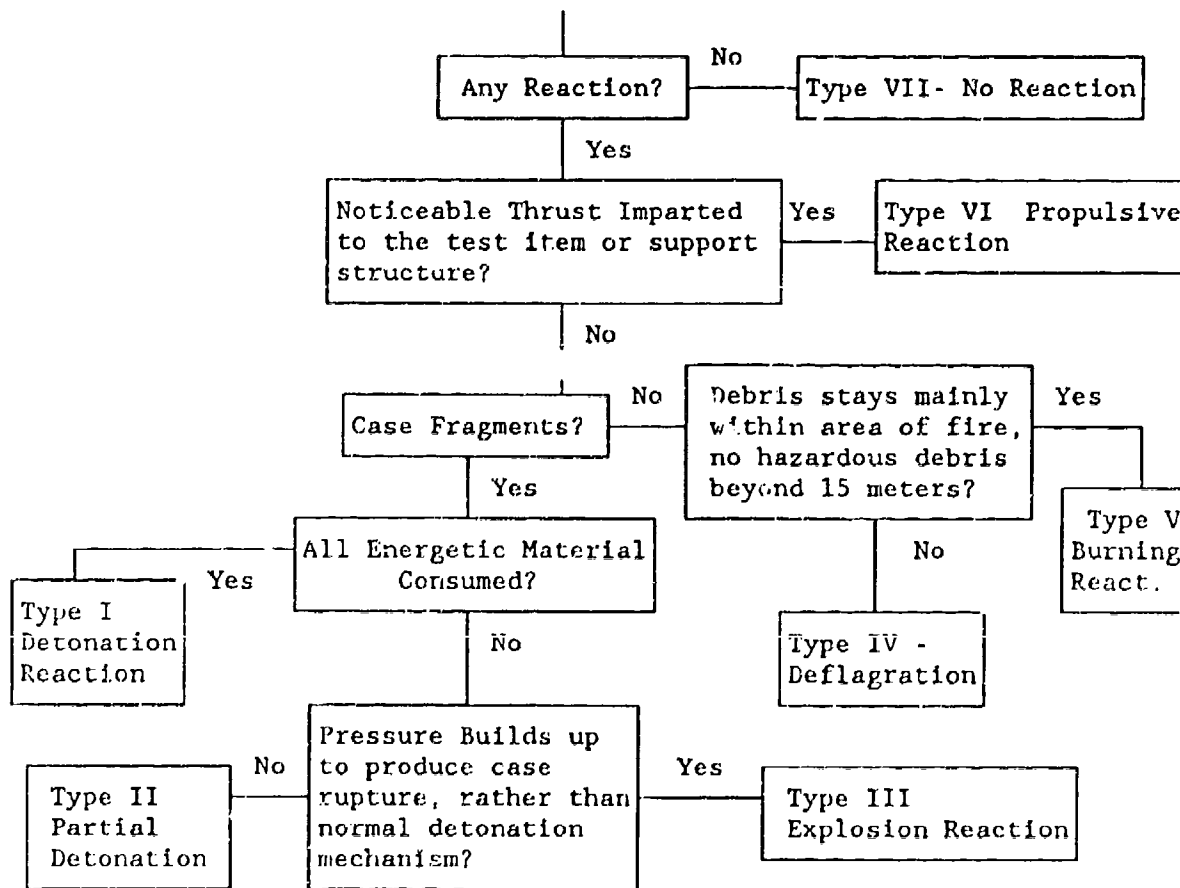 No
Any Reaction?
Type VII- No Reaction
Yes
Noticeable Thrust Imparted
to the test item or support
structure?
Yes
Type VI Propulsive
Reaction
No
Case Fragments?
No
Debris stays mainly
within area of fire,
no hazardous debris
beyond 15 meters?
Yes
Yes
Type V
Burning
React.
All Energetic Material
Consumed?
No
Yes
Type I
Detonation
Reaction
No
Type IV -
Deflagration
Pressure Builds up
to produce case
rupture, rather than
normal detonation
mechanism?
No
Yes
Type II
Partial
Detonation
Type III
Explosion Reaction